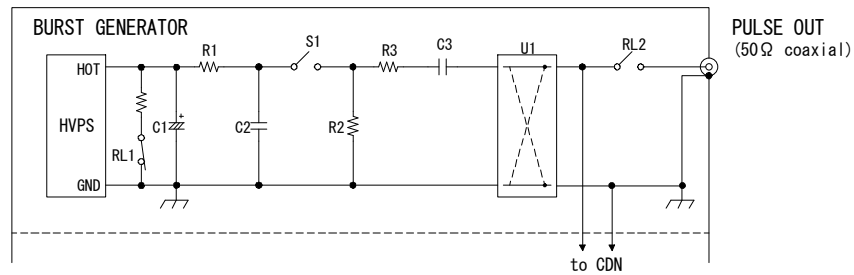 BURST GENERATOR
PULSE OUT
(50Ω coaxial)
HVPS
HOT
GND
RL1
C1
+
R1
C2
S1
R2
R3
C3
U1
RL2
to CDN